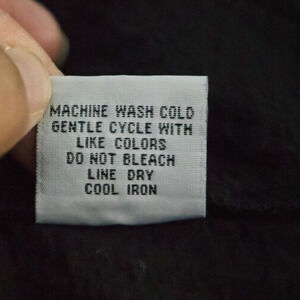 MACHINE WASH COLD
GENTLE CYCLE WITH
LIKE COLORS
DO NOT BLEACH
LINE DRY
COOL IRON